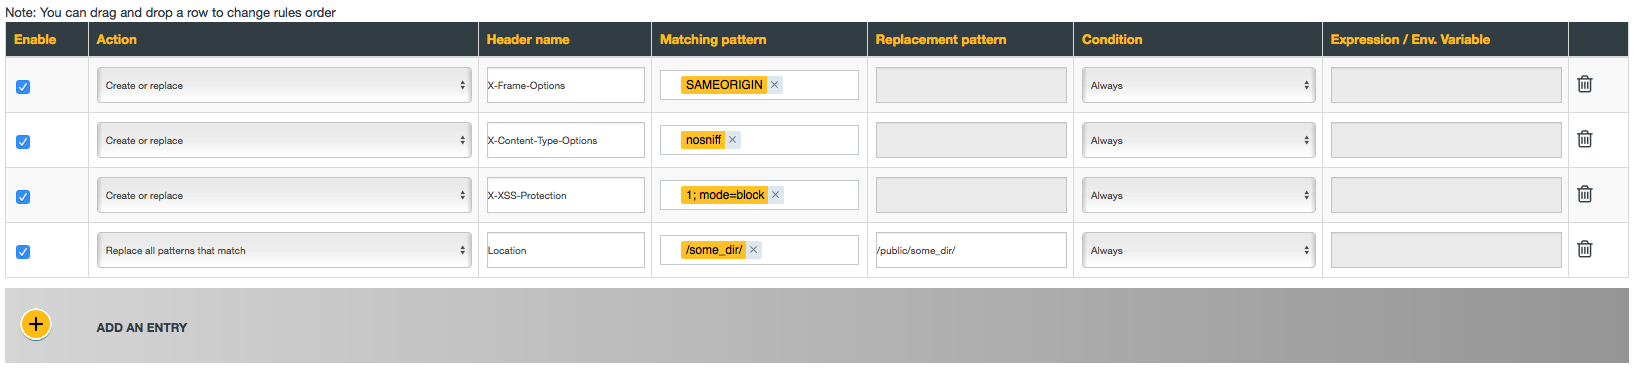 Note: You can drag and drop a row to change rules order
Enable Action Header name Matching pattern Replacement pattern Condition Expression / Env. Variable
Create or replace X-Frame-Options SAMEORIGIN × Always
Create or replace X-Content-Type-Options nosniff × Always
Create or replace X-XSS-Protection 1; mode=block × Always
Replace all patterns that match Location /some_dir/ × /public/some_dir/ Always
ADD AN ENTRY